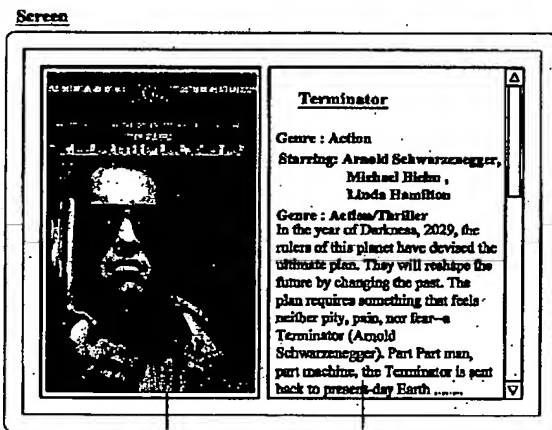 Screen
Terminator
Genre : Action
Starring: Arnold Schwarzenegger,
Michael Biehn ,
Linda Hamilton
Genre : Action/Thriller
In the year of Darkness, 2029, the
rulers of this planet have devised the
ultimate plan. They will reshape the
future by changing the past. The
plan requires something that feels
neither pity, pain, nor fear--a
Terminator (Arnold
Schwarzenegger). Part Part man,
part machine, the Terminator is sent
back to present-day Earth .......